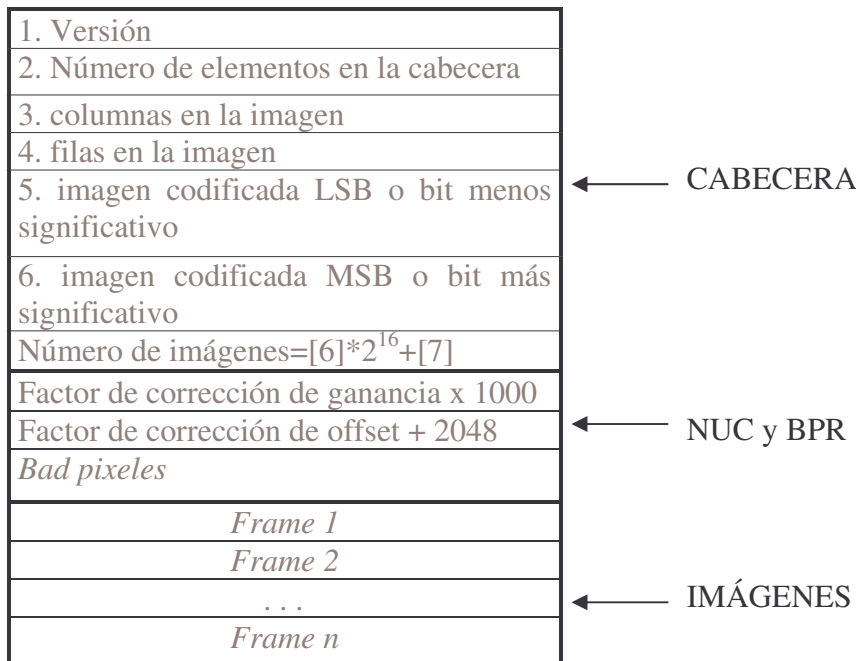 1. Versión
2. Número de elementos en la cabecera
3. columnas en la imagen
4. filas en la imagen
5. imagen codificada LSB o bit menos
significativo
CABECERA
6. imagen codificada MSB o bit más
significativo
Número de imágenes=[6]*2^16+[7]
Factor de corrección de ganancia x 1000
Factor de corrección de offset + 2048
NUC y BPR
Bad pixeles
Frame 1
Frame 2
. . .
IMÁGENES
Frame n